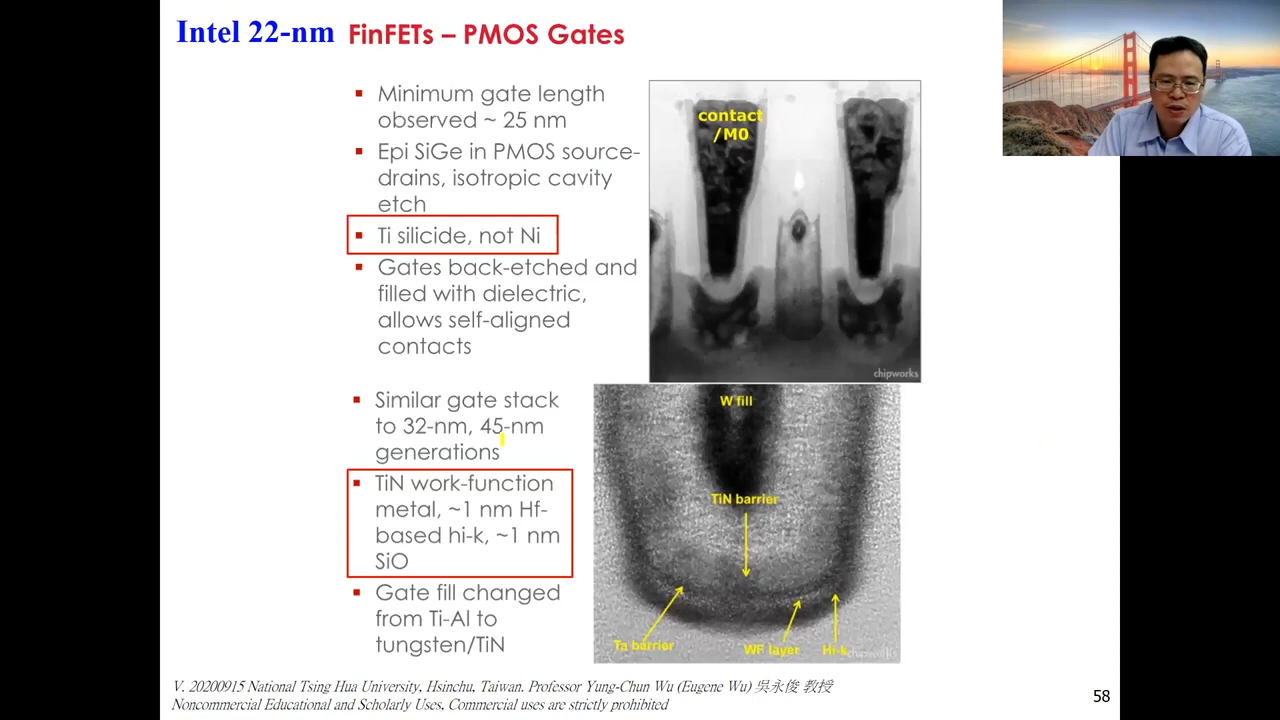 Intel 22-nm FinFETs – PMOS Gates
▪ Minimum gate length
observed ~ 25 nm
▪ Epi SiGe in PMOS source-
drains, isotropic cavity
etch
▪ Ti silicide, not Ni
▪ Gates back-etched and
filled with dielectric,
allows self-aligned
contacts
▪ Similar gate stack
to 32-nm, 45-nm
generations
▪ TiN work-function
metal, ~1 nm Hf-
based hi-k, ~1 nm
SiO
▪ Gate fill changed
from Ti-Al to
tungsten/TiN
contact
/M0
chipworks
W fill
TiN barrier
Ta barrier
WF layer
Hi-k
chipworks
V. 20200915 National Tsing Hua University, Hsinchu, Taiwan. Professor Yung-Chun Wu (Eugene Wu) 吳永俊 教授
Noncommercial Educational and Scholarly Uses, Commercial uses are strictly prohibited
58